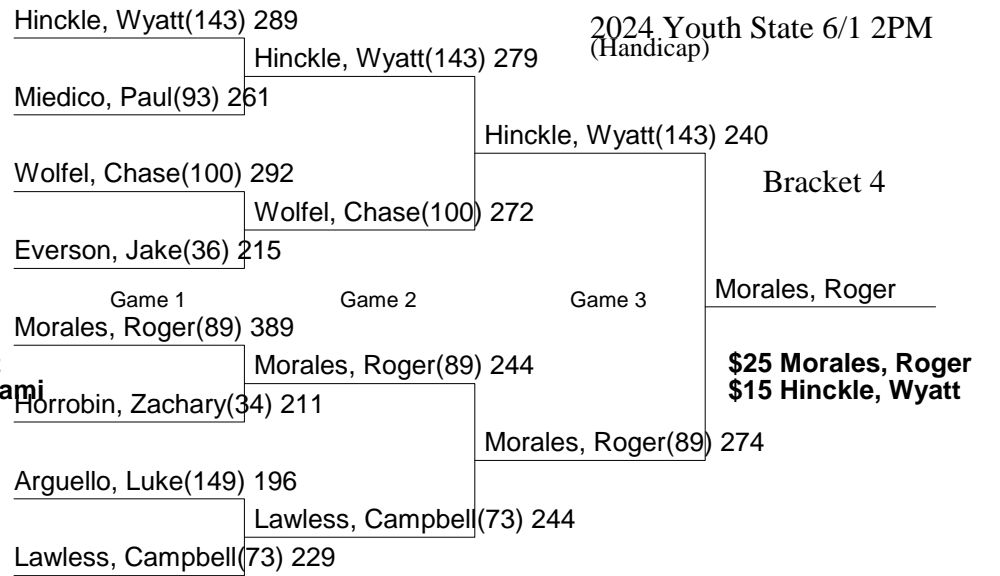 Hinckle, Wyatt(143) 289
2024 Youth State 6/1 2PM
(Handicap)
Hinckle, Wyatt(143) 279
Miedico, Paul(93) 261
Hinckle, Wyatt(143) 240
Wolfel, Chase(100) 292
Bracket 4
Wolfel, Chase(100) 272
Everson, Jake(36) 215
Game 1
Game 2
Game 3
Morales, Roger
Morales, Roger(89) 389
Morales, Roger(89) 244
$25 Morales, Roger
$15 Hinckle, Wyatt
ami
Horrobin, Zachary(34) 211
Morales, Roger(89) 274
Arguello, Luke(149) 196
Lawless, Campbell(73) 244
Lawless, Campbell(73) 229